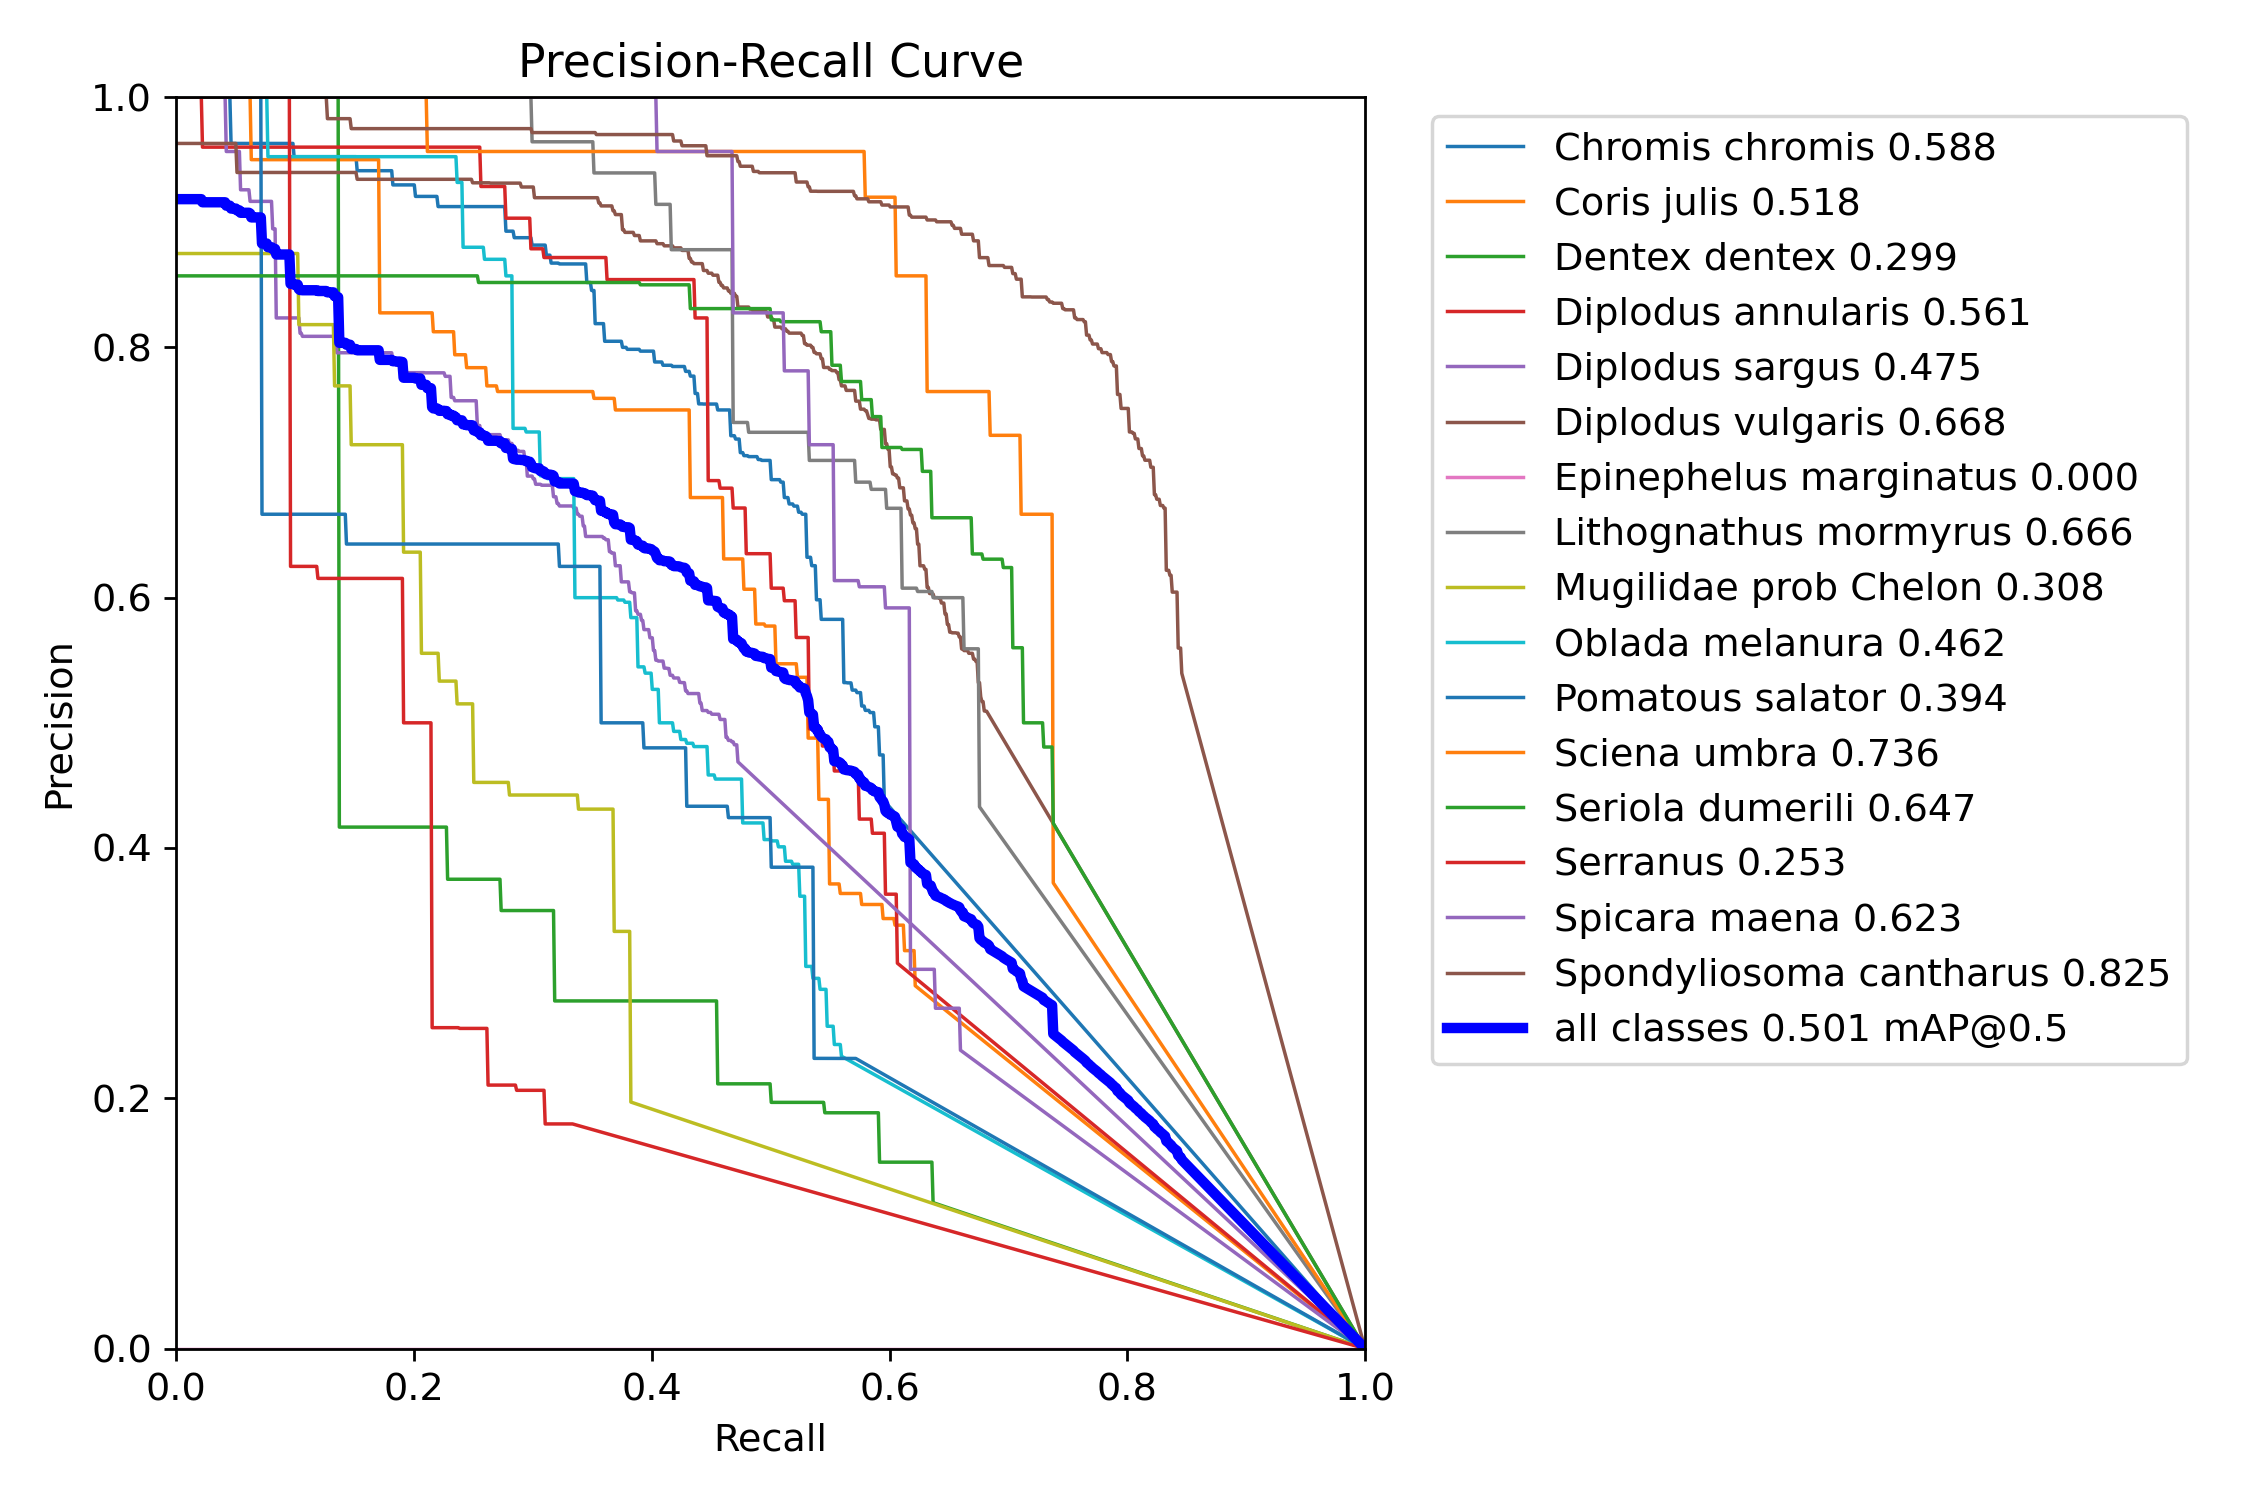 Precision-Recall Curve
1.0
0.8
0.6
0.4
0.2
0.0
Precision
0.0 0.2 0.4 0.6 0.8 1.0
Recall
Chromis chromis 0.588
Coris julis 0.518
Dentex dentex 0.299
Diplodus annularis 0.561
Diplodus sargus 0.475
Diplodus vulgaris 0.668
Epinephelus marginatus 0.000
Lithognathus mormyrus 0.666
Mugilidae prob Chelon 0.308
Oblada melanura 0.462
Pomatous salator 0.394
Sciena umbra 0.736
Seriola dumerili 0.647
Serranus 0.253
Spicara maena 0.623
Spondyliosoma cantharus 0.825
all classes 0.501 mAP@0.5